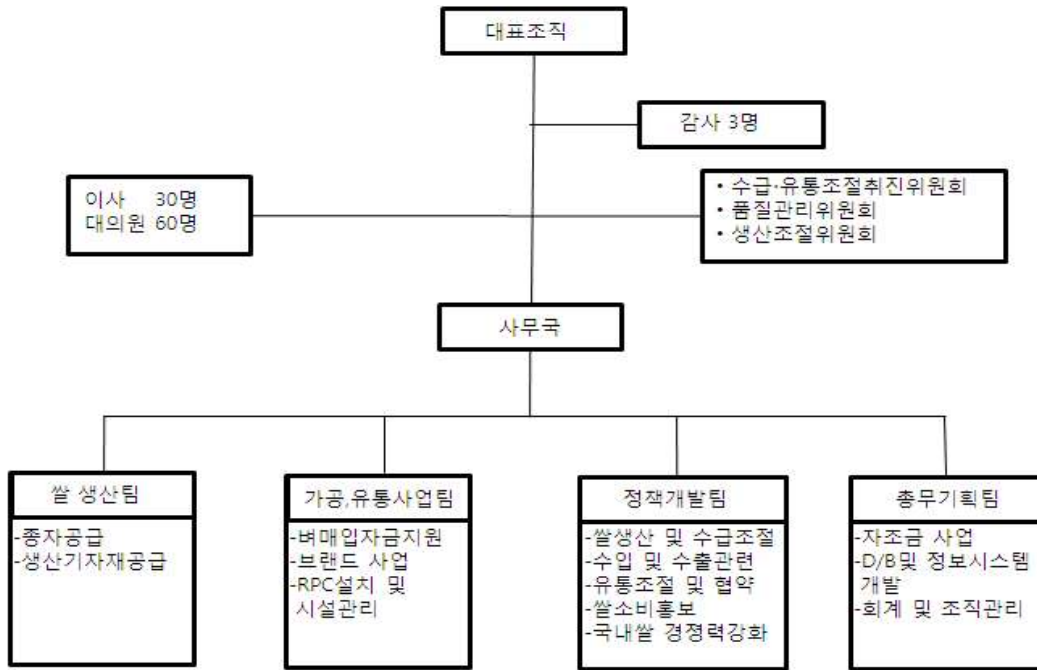 대표조직
감사 3명
이사 30명
대의원 60명
• 수급·유통조절취진위원회
• 품질관리위원회
• 생산조절위원회
사무국
쌀 생산팀
-종자공급
-생산기자재공급
가공,유통사업팀
-벼매입자금지원
-브랜드 사업
-RPC설치 및
시설관리
정책개발팀
-쌀생산 및 수급조절
-수입 및 수출관련
-유통조절 및 협약
-쌀소비홍보
-국내쌀 경쟁력강화
총무기획팀
-자조금 사업
-D/B및 정보시스템
개발
-회계 및 조직관리